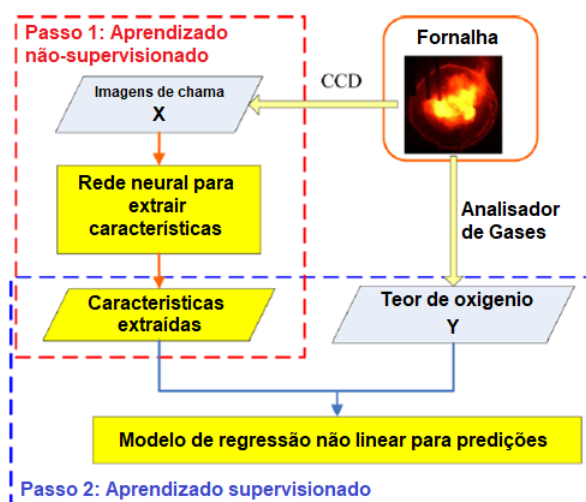 Passo 1: Aprendizado
não-supervisionado
Fornalha
Imagens de chama
X
CCD
Rede neural para
extrair
características
Analisador
de Gases
Caracteristicas
extraídas
Teor de oxigenio
Y
Modelo de regressão não linear para predições
Passo 2: Aprendizado supervisionado